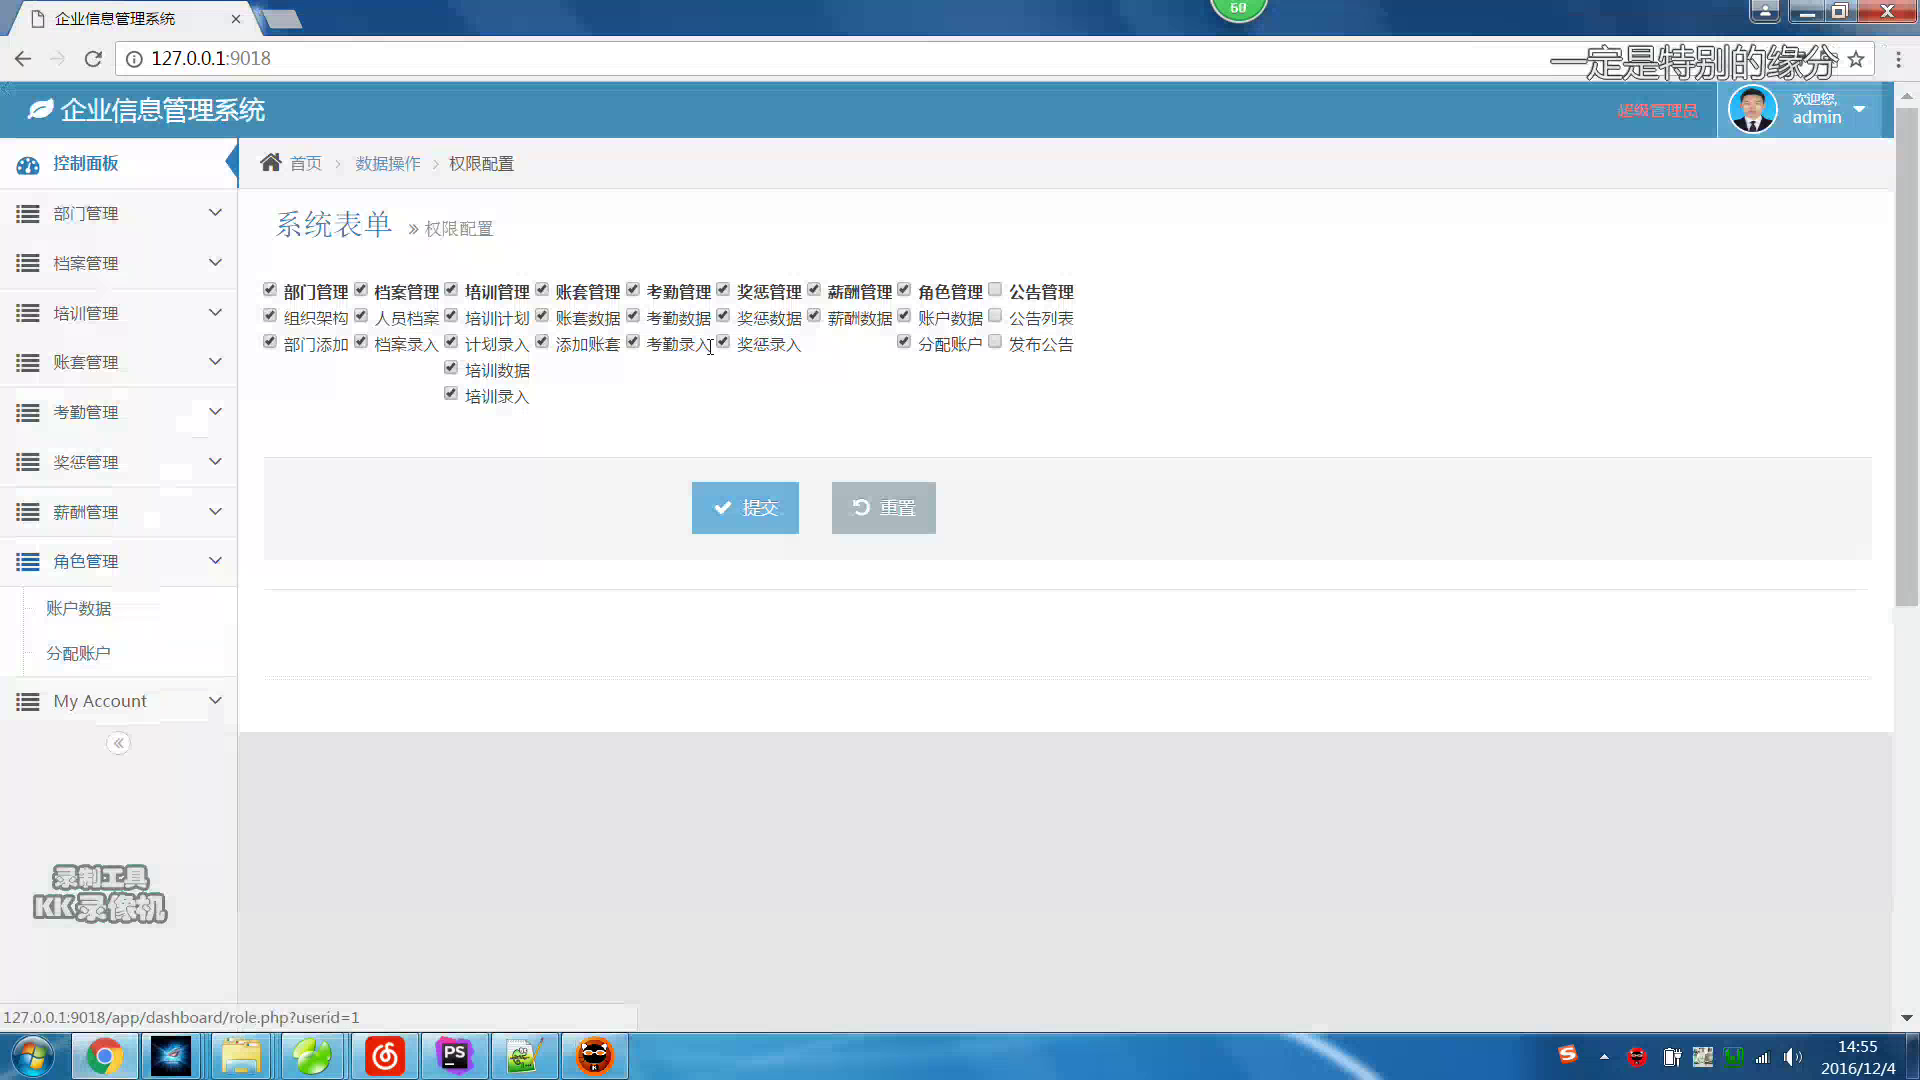 企业信息管理系统
60
127.0.0.1:9018
一定是特别的缘分
企业信息管理系统
超级管理员
欢迎您,
admin
控制面板
首页 > 数据操作 > 权限配置
部门管理
档案管理
培训管理
账套管理
考勤管理
奖惩管理
薪酬管理
角色管理
账户数据
分配账户
My Account
系统表单 » 权限配置
部门管理 档案管理 培训管理 账套管理 考勤管理 奖惩管理 薪酬管理 角色管理 公告管理
组织架构 人员档案 培训计划 账套数据 考勤数据 奖惩数据 薪酬数据 账户数据 公告列表
部门添加 档案录入 计划录入 添加账套 考勤录入 奖惩录入 分配账户 发布公告
培训数据
培训录入
提交 重置
录制工具
KK录像机
127.0.0.1:9018/app/dashboard/role.php?userid=1
PS
14:55
2016/12/4